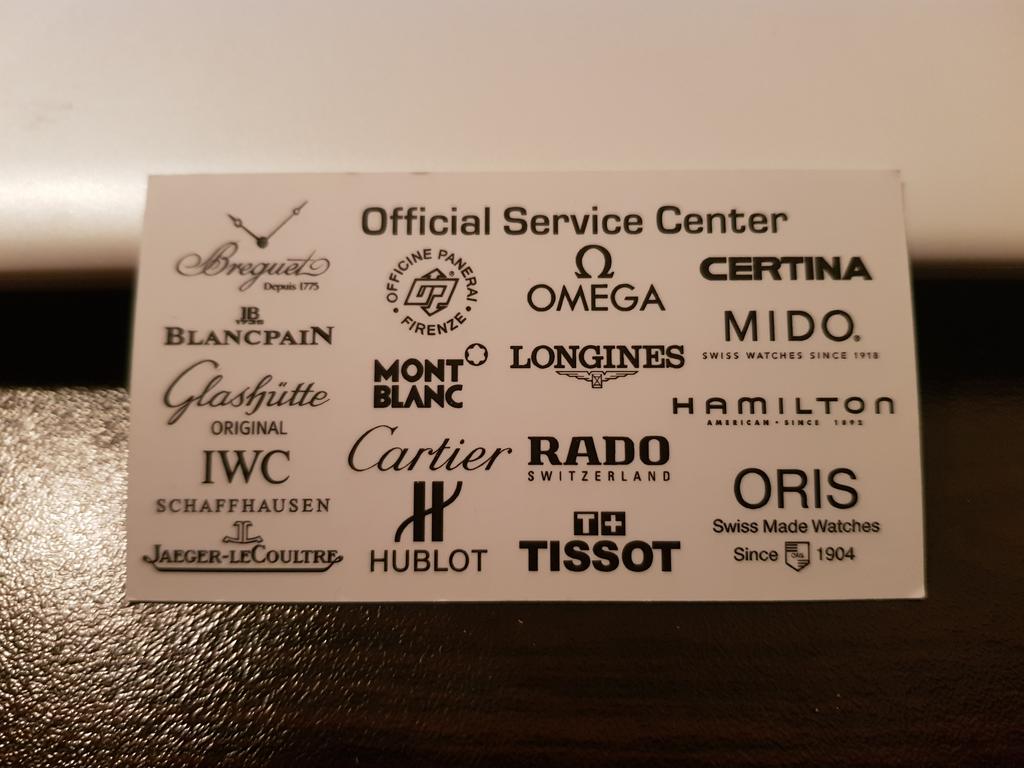 Official Service Center
Breguet
Depuis 1775
JB
1735
BLANCPAIN
Glashütte
ORIGINAL
IWC
SCHAFFHAUSEN
JAEGER-LECOULTRE
OFFICINE PANERAI
FIRENZE
MONT
BLANC
Cartier
HUBLOT
OMEGA
LONGINES
RADO
SWITZERLAND
T+
TISSOT
CERTINA
MIDO
SWISS WATCHES SINCE 1918
HAMILTON
AMERICAN · SINCE 1892
ORIS
Swiss Made Watches
Since 1904